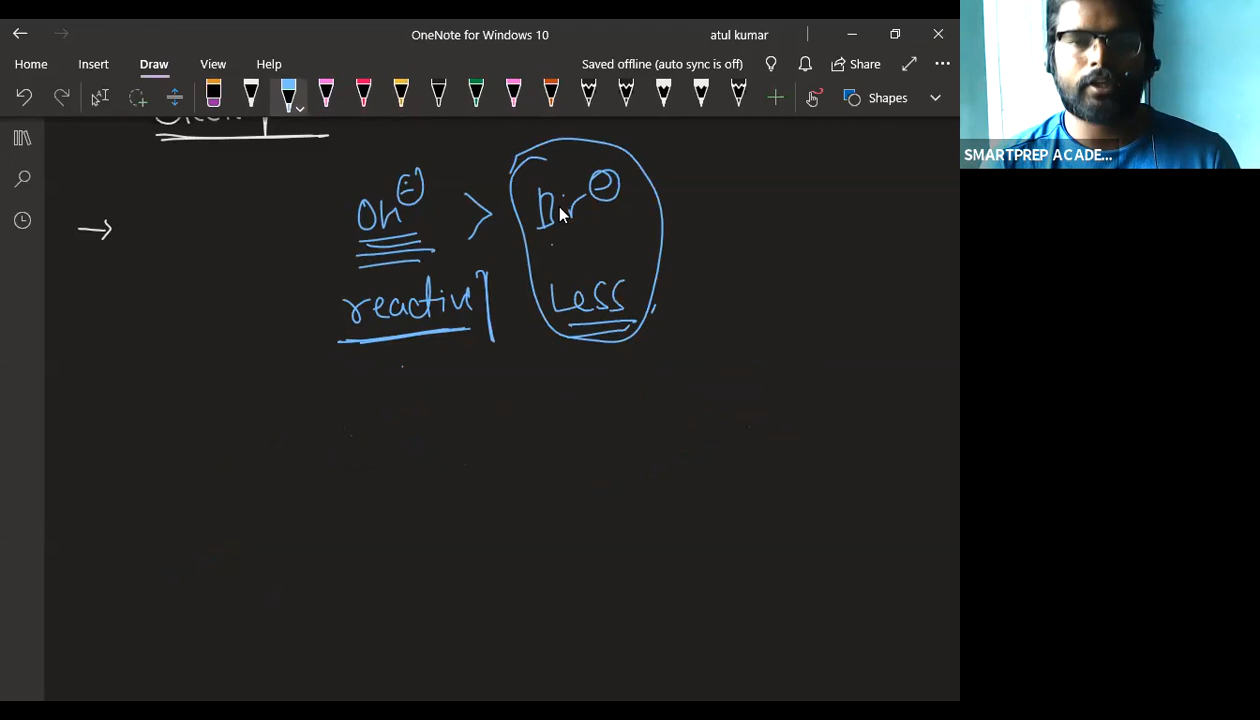 OneNote for Windows 10
atul kumar
Home Insert Draw View Help
Saved offline (auto sync is off)
Share
Shapes
SMARTPREP ACADE...
→ OH⊖ > Br⊖
reactive Less